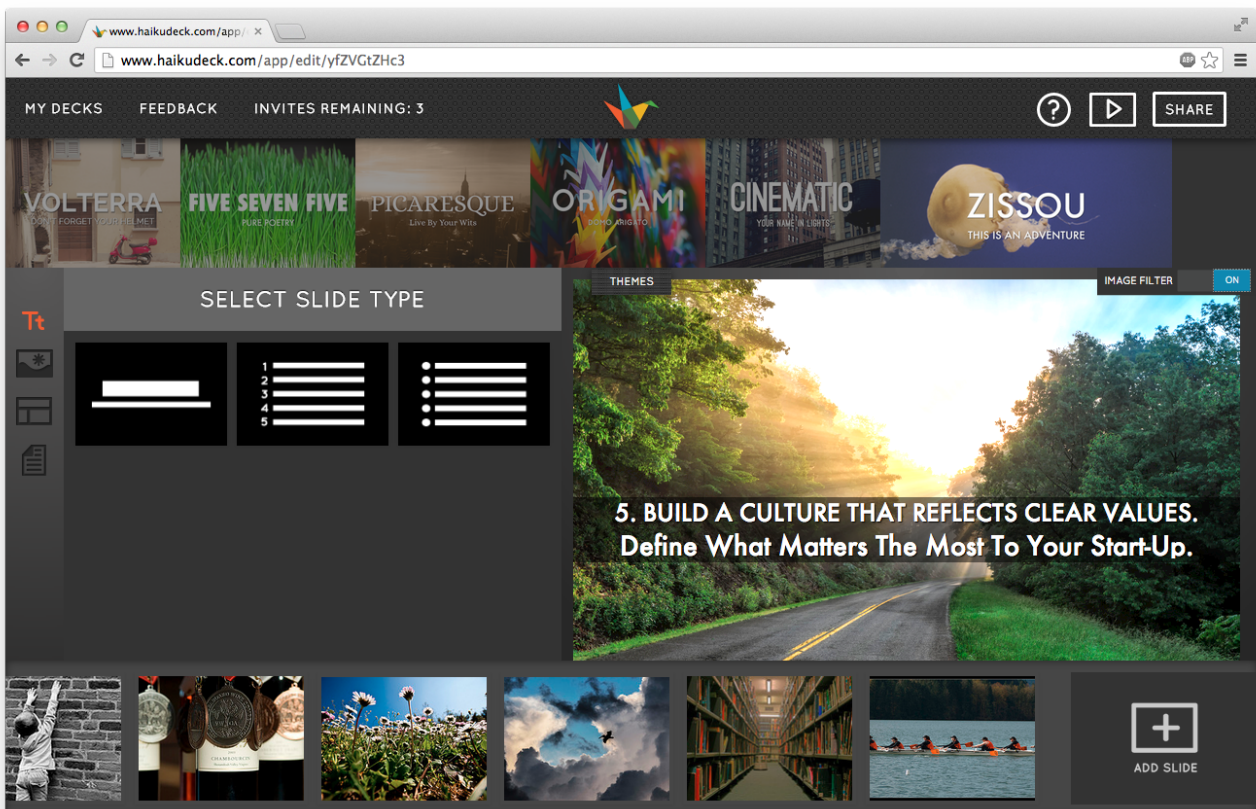 www.haikudeck.com/app/
www.haikudeck.com/app/edit/yfZVGtZHc3
ABP
MY DECKS
FEEDBACK
INVITES REMAINING: 3
?
SHARE
VOLTERRA
DON'T FORGET YOUR HELMET
FIVE SEVEN FIVE
PURE POETRY
PICARESQUE
Live By Your Wits
ORIGAMI
DOMO ARIGATO
CINEMATIC
YOUR NAME IN LIGHTS
ZISSOU
THIS IS AN ADVENTURE
Tt
SELECT SLIDE TYPE
1
2
3
4
5
THEMES
IMAGE FILTER
ON
5. BUILD A CULTURE THAT REFLECTS CLEAR VALUES.
Define What Matters The Most To Your Start-Up.
CHAMBOURCIN
ADD SLIDE